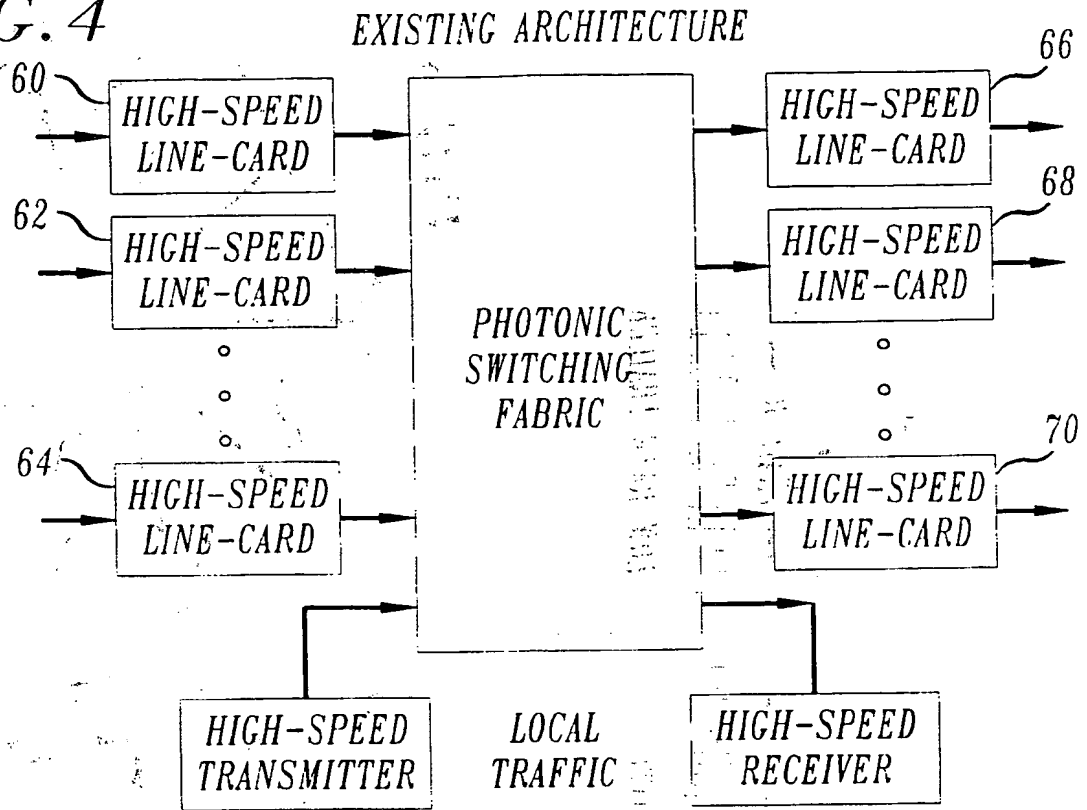 G. 4
EXISTING ARCHITECTURE
60
HIGH-SPEED
LINE-CARD
62
HIGH-SPEED
LINE-CARD
64
HIGH-SPEED
LINE-CARD
PHOTONIC
SWITCHING
FABRIC
66
HIGH-SPEED
LINE-CARD
68
HIGH-SPEED
LINE-CARD
70
HIGH-SPEED
LINE-CARD
HIGH-SPEED
TRANSMITTER
LOCAL
TRAFFIC
HIGH-SPEED
RECEIVER